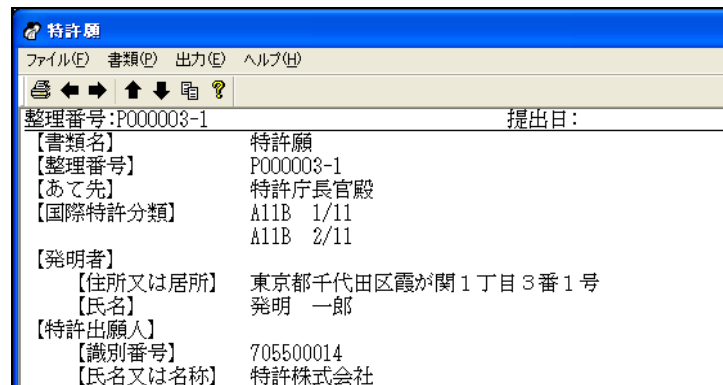 特許願
ファイル(F) 書類(P) 出力(E) ヘルプ(H)
整理番号:P000003-1 提出日:
【書類名】 特許願
【整理番号】 P000003-1
【あて先】 特許庁長官殿
【国際特許分類】 A11B 1/11
A11B 2/11
【発明者】
【住所又は居所】 東京都千代田区霞が関1丁目3番1号
【氏名】 発明 一郎
【特許出願人】
【識別番号】 705500014
【氏名又は名称】 特許株式会社